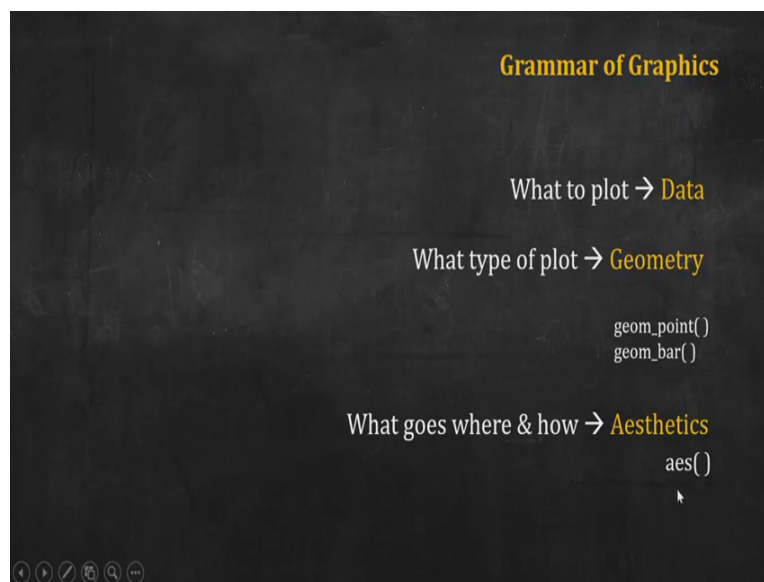 Grammar of Graphics
What to plot → Data
What type of plot → Geometry
geom_point( )
geom_bar( )
What goes where & how → Aesthetics
aes( )